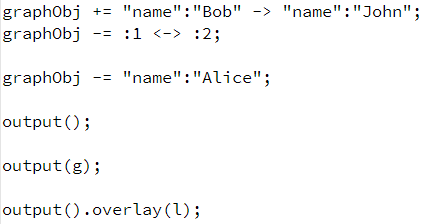 graphObj += "name":"Bob" -> "name":"John";
graphObj -= :1 <-> :2;
graphObj -= "name":"Alice";
output();
output(g);
output().overlay(l);